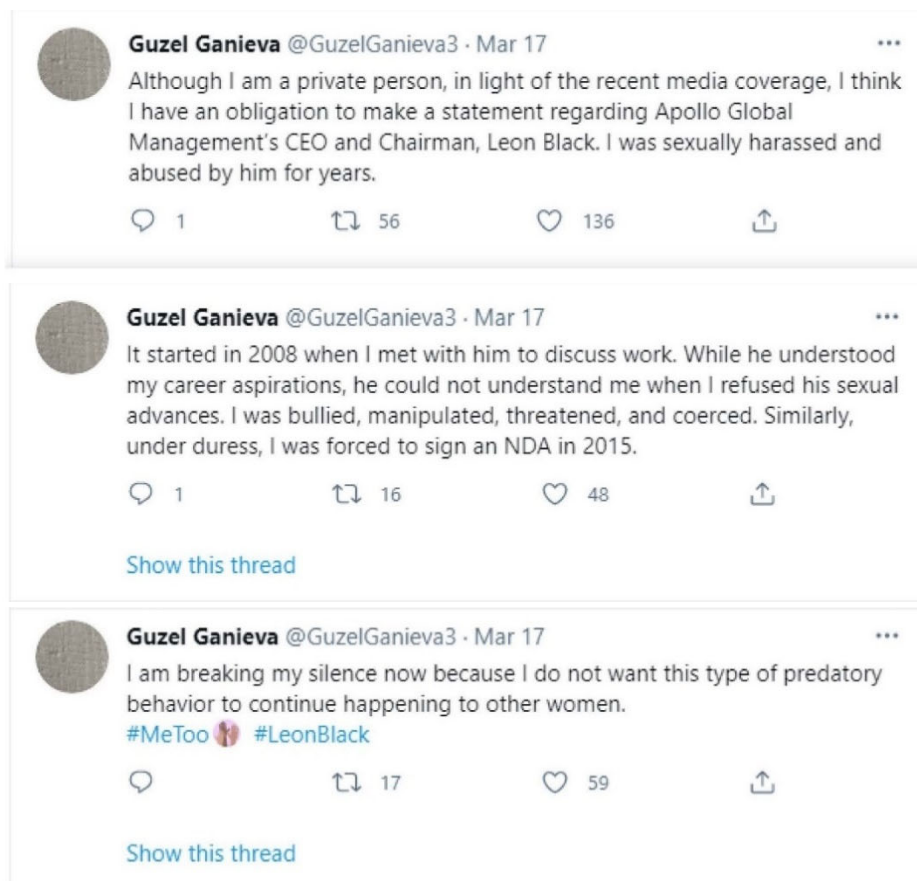 Guzel Ganieva @GuzelGanieva3 · Mar 17
Although I am a private person, in light of the recent media coverage, I think
I have an obligation to make a statement regarding Apollo Global
Management's CEO and Chairman, Leon Black. I was sexually harassed and
abused by him for years.
1 56 136
Guzel Ganieva @GuzelGanieva3 · Mar 17
It started in 2008 when I met with him to discuss work. While he understood
my career aspirations, he could not understand me when I refused his sexual
advances. I was bullied, manipulated, threatened, and coerced. Similarly,
under duress, I was forced to sign an NDA in 2015.
1 16 48
Show this thread
Guzel Ganieva @GuzelGanieva3 · Mar 17
I am breaking my silence now because I do not want this type of predatory
behavior to continue happening to other women.
#MeToo #LeonBlack
17 59
Show this thread